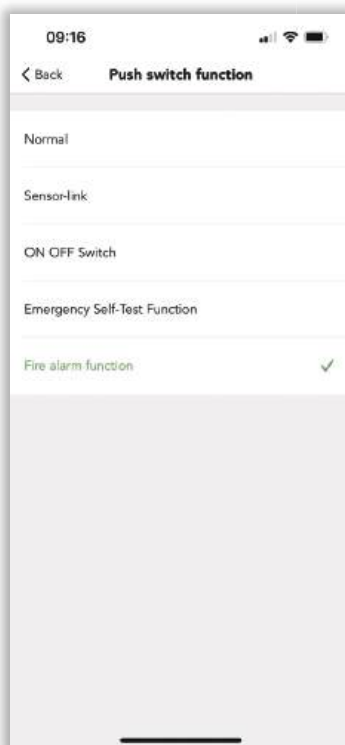 09:16
Back Push switch function
Normal
Sensor-link
ON OFF Switch
Emergency Self-Test Function
Fire alarm function